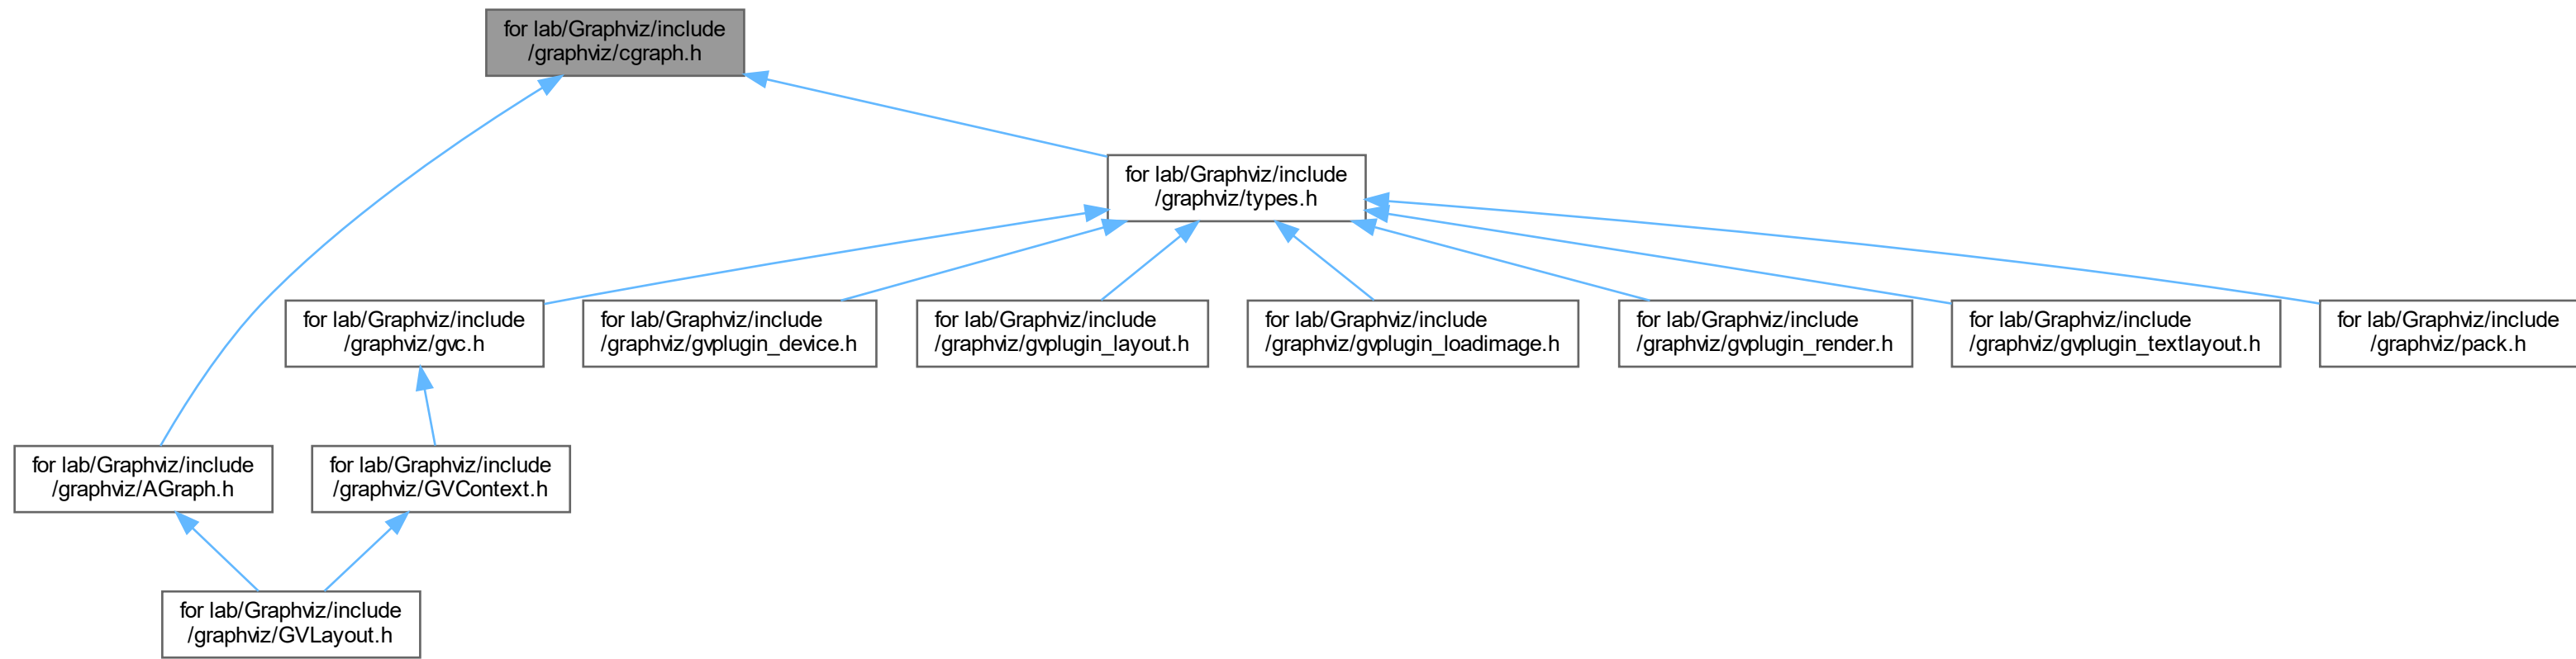 for lab/Graphviz/include
/graphviz/cgraph.h
for lab/Graphviz/include
/graphviz/types.h
for lab/Graphviz/include
/graphviz/gvc.h
for lab/Graphviz/include
/graphviz/gvplugin_device.h
for lab/Graphviz/include
/graphviz/gvplugin_layout.h
for lab/Graphviz/include
/graphviz/gvplugin_loadimage.h
for lab/Graphviz/include
/graphviz/gvplugin_render.h
for lab/Graphviz/include
/graphviz/gvplugin_textlayout.h
for lab/Graphviz/include
/graphviz/pack.h
for lab/Graphviz/include
/graphviz/AGraph.h
for lab/Graphviz/include
/graphviz/GVContext.h
for lab/Graphviz/include
/graphviz/GVLayout.h